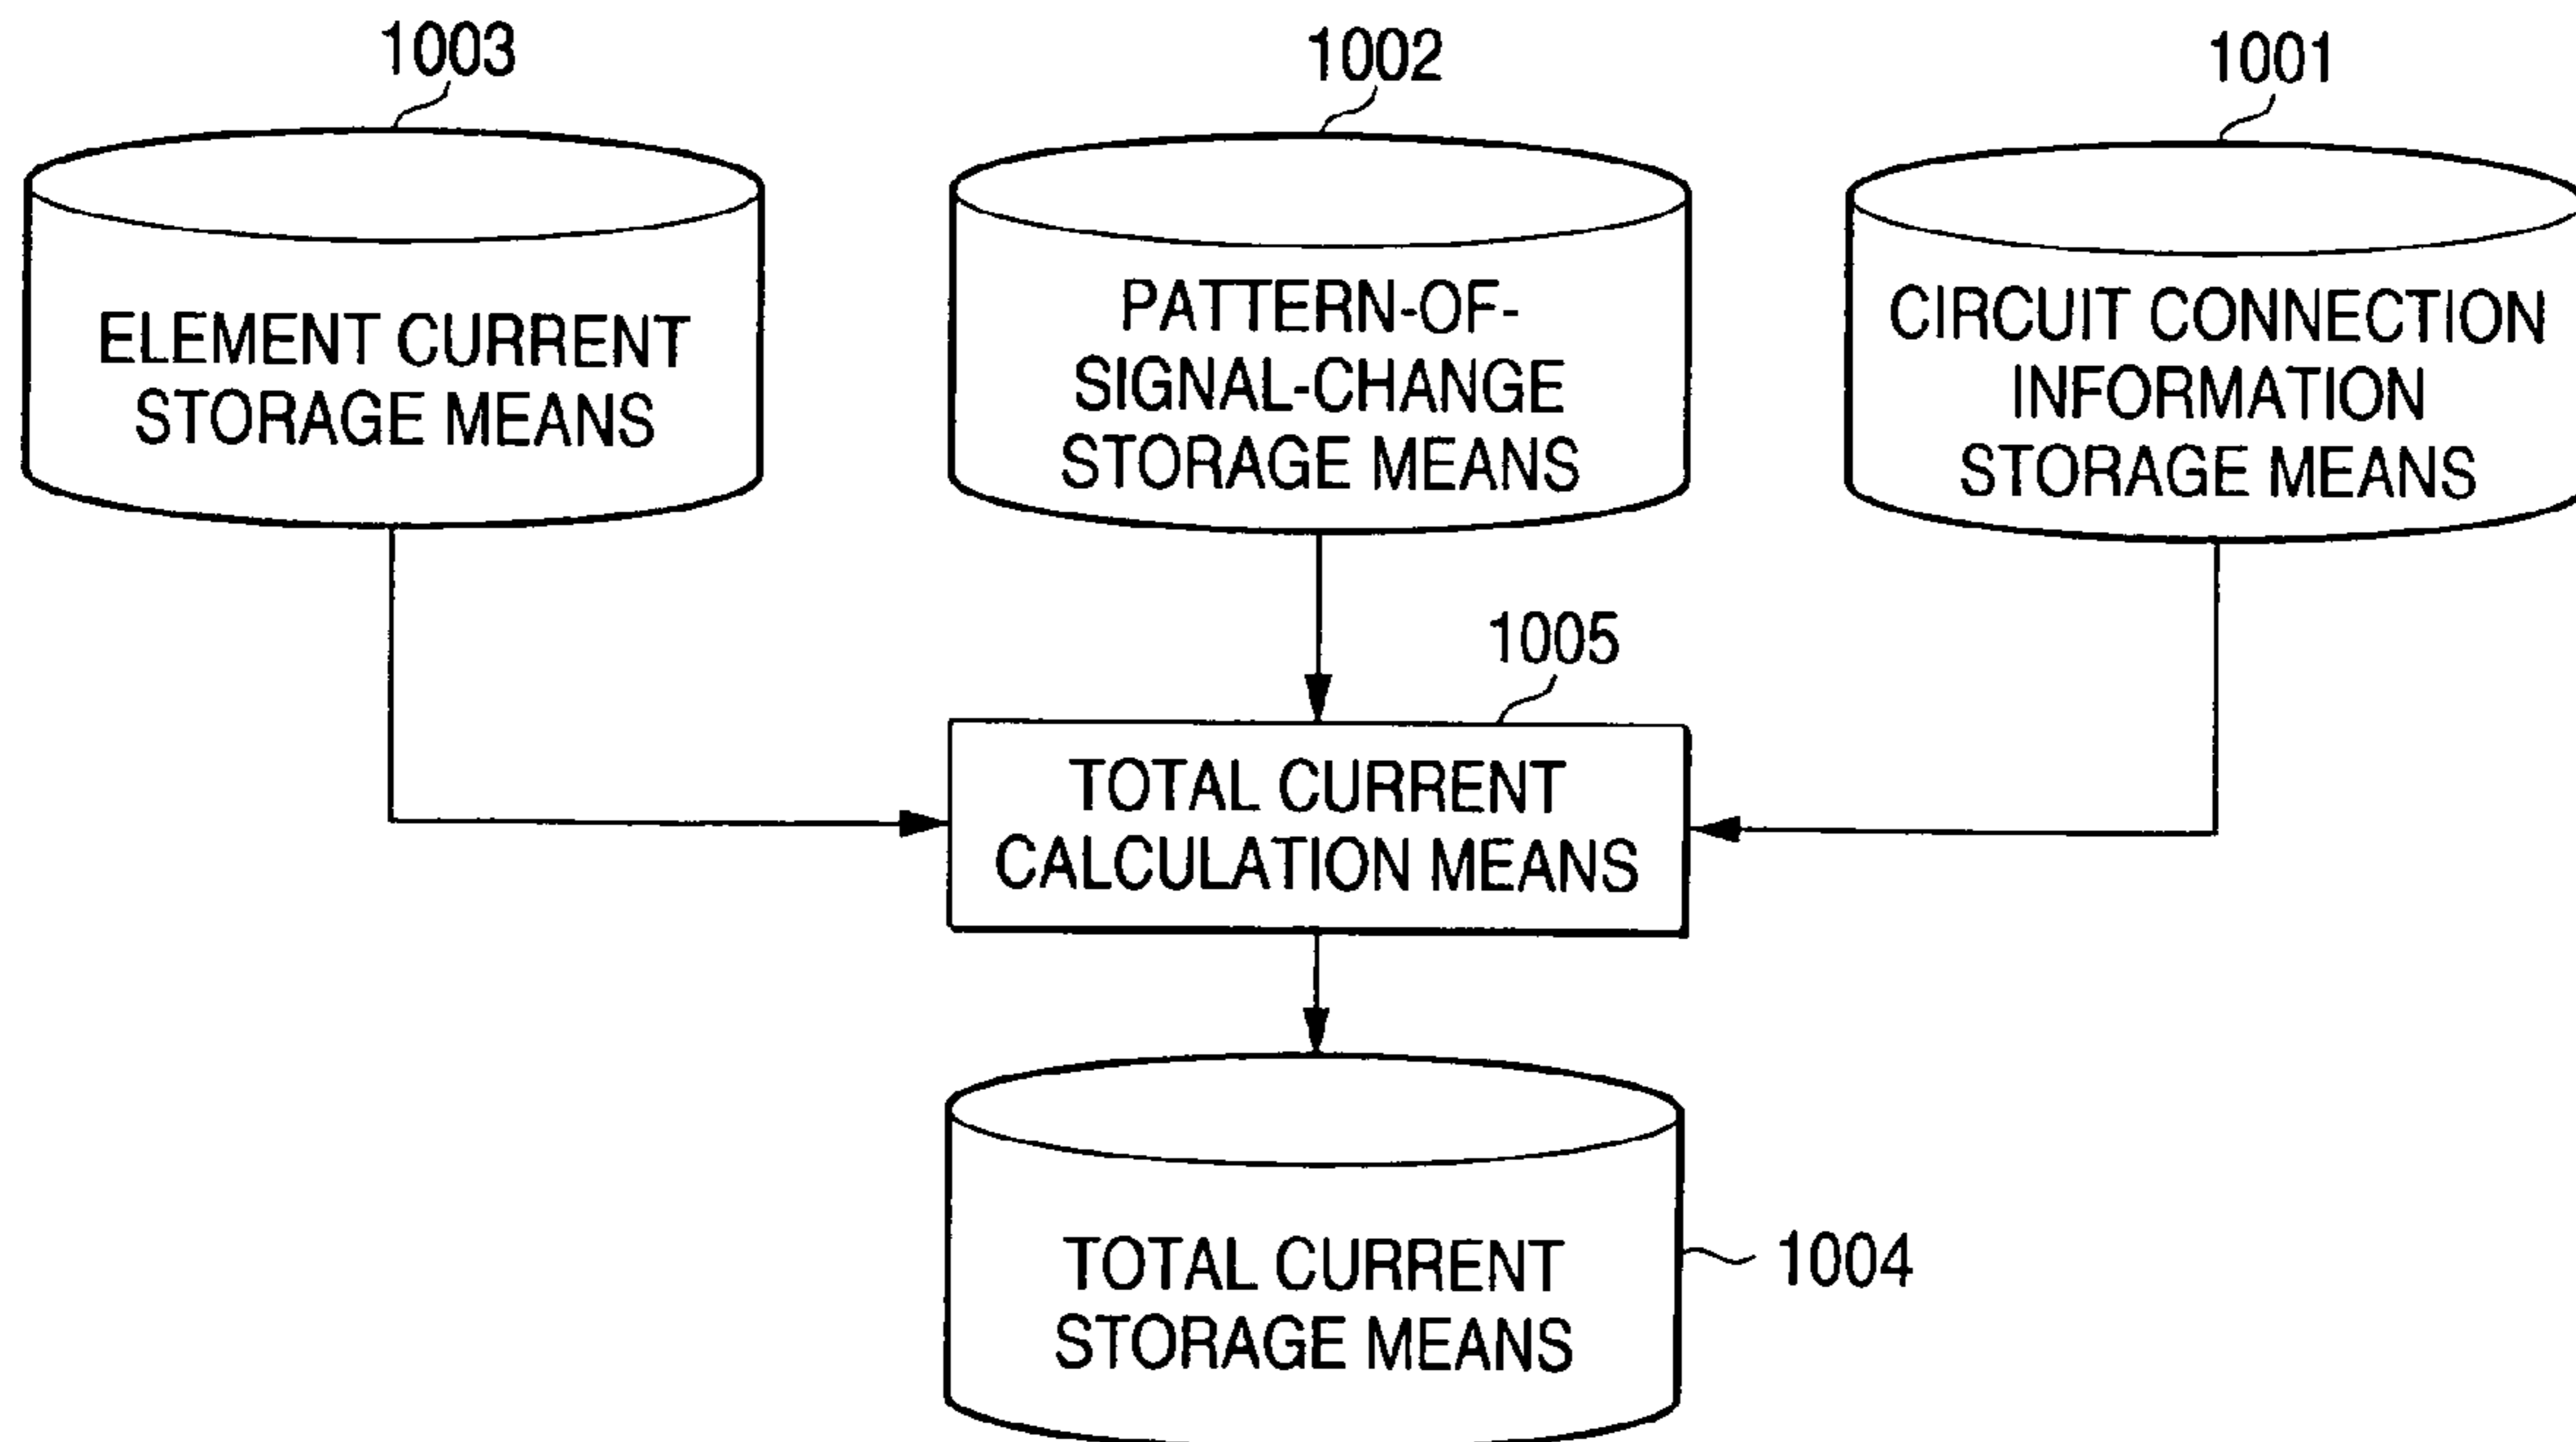 1003
1002
1001
ELEMENT CURRENT
STORAGE MEANS
PATTERN-OF-
SIGNAL-CHANGE
STORAGE MEANS
CIRCUIT CONNECTION
INFORMATION
STORAGE MEANS
1005
TOTAL CURRENT
CALCULATION MEANS
TOTAL CURRENT
STORAGE MEANS
1004